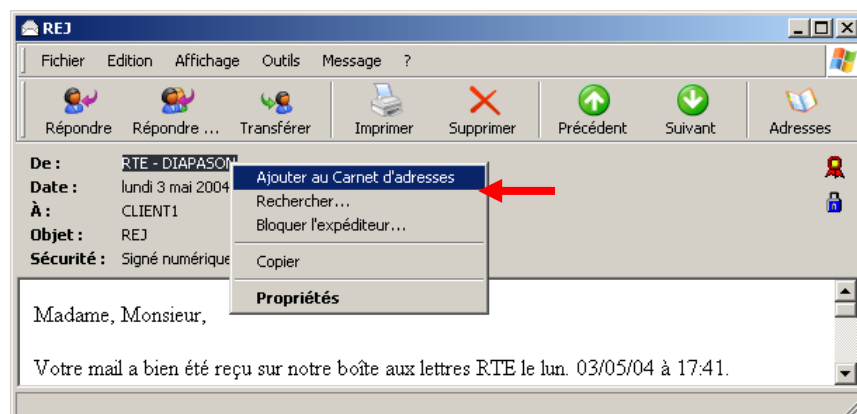 REJ
Fichier Edition Affichage Outils Message ?
Répondre Répondre ... Transférer Imprimer Supprimer Précédent Suivant Adresses
De : RTE - DIAPASON
Date : lundi 3 mai 2004
À : CLIENT1
Objet : REJ
Sécurité : Signé numérique
Ajouter au Carnet d'adresses
Rechercher...
Bloquer l'expéditeur...
Copier
Propriétés
Madame, Monsieur,
Votre mail a bien été reçu sur notre boîte aux lettres RTE le lun. 03/05/04 à 17:41.